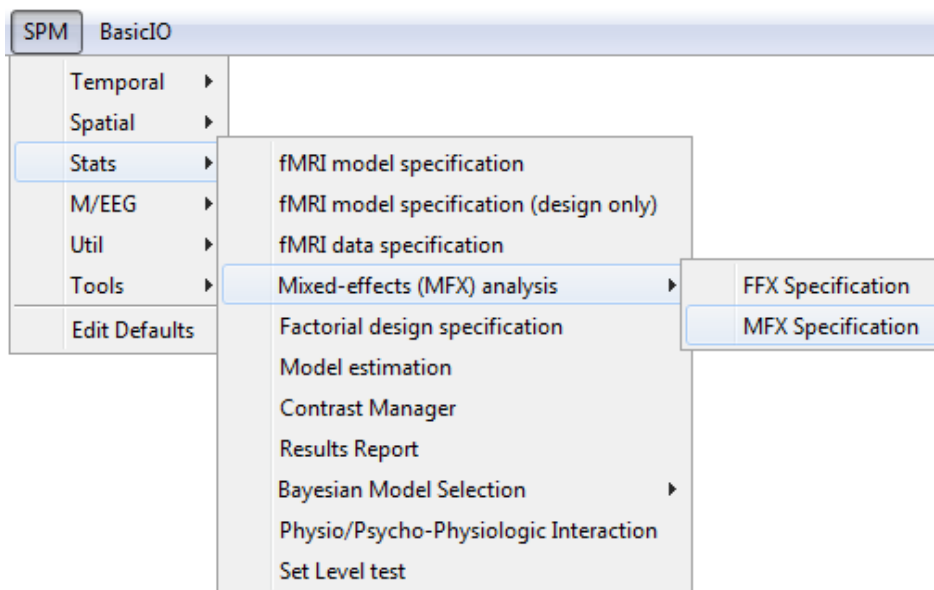 SPM BasicIO
Temporal
Spatial
Stats
M/EEG
Util
Tools
Edit Defaults
fMRI model specification
fMRI model specification (design only)
fMRI data specification
Mixed-effects (MFX) analysis
Factorial design specification
Model estimation
Contrast Manager
Results Report
Bayesian Model Selection
Physio/Psycho-Physiologic Interaction
Set Level test
FFX Specification
MFX Specification